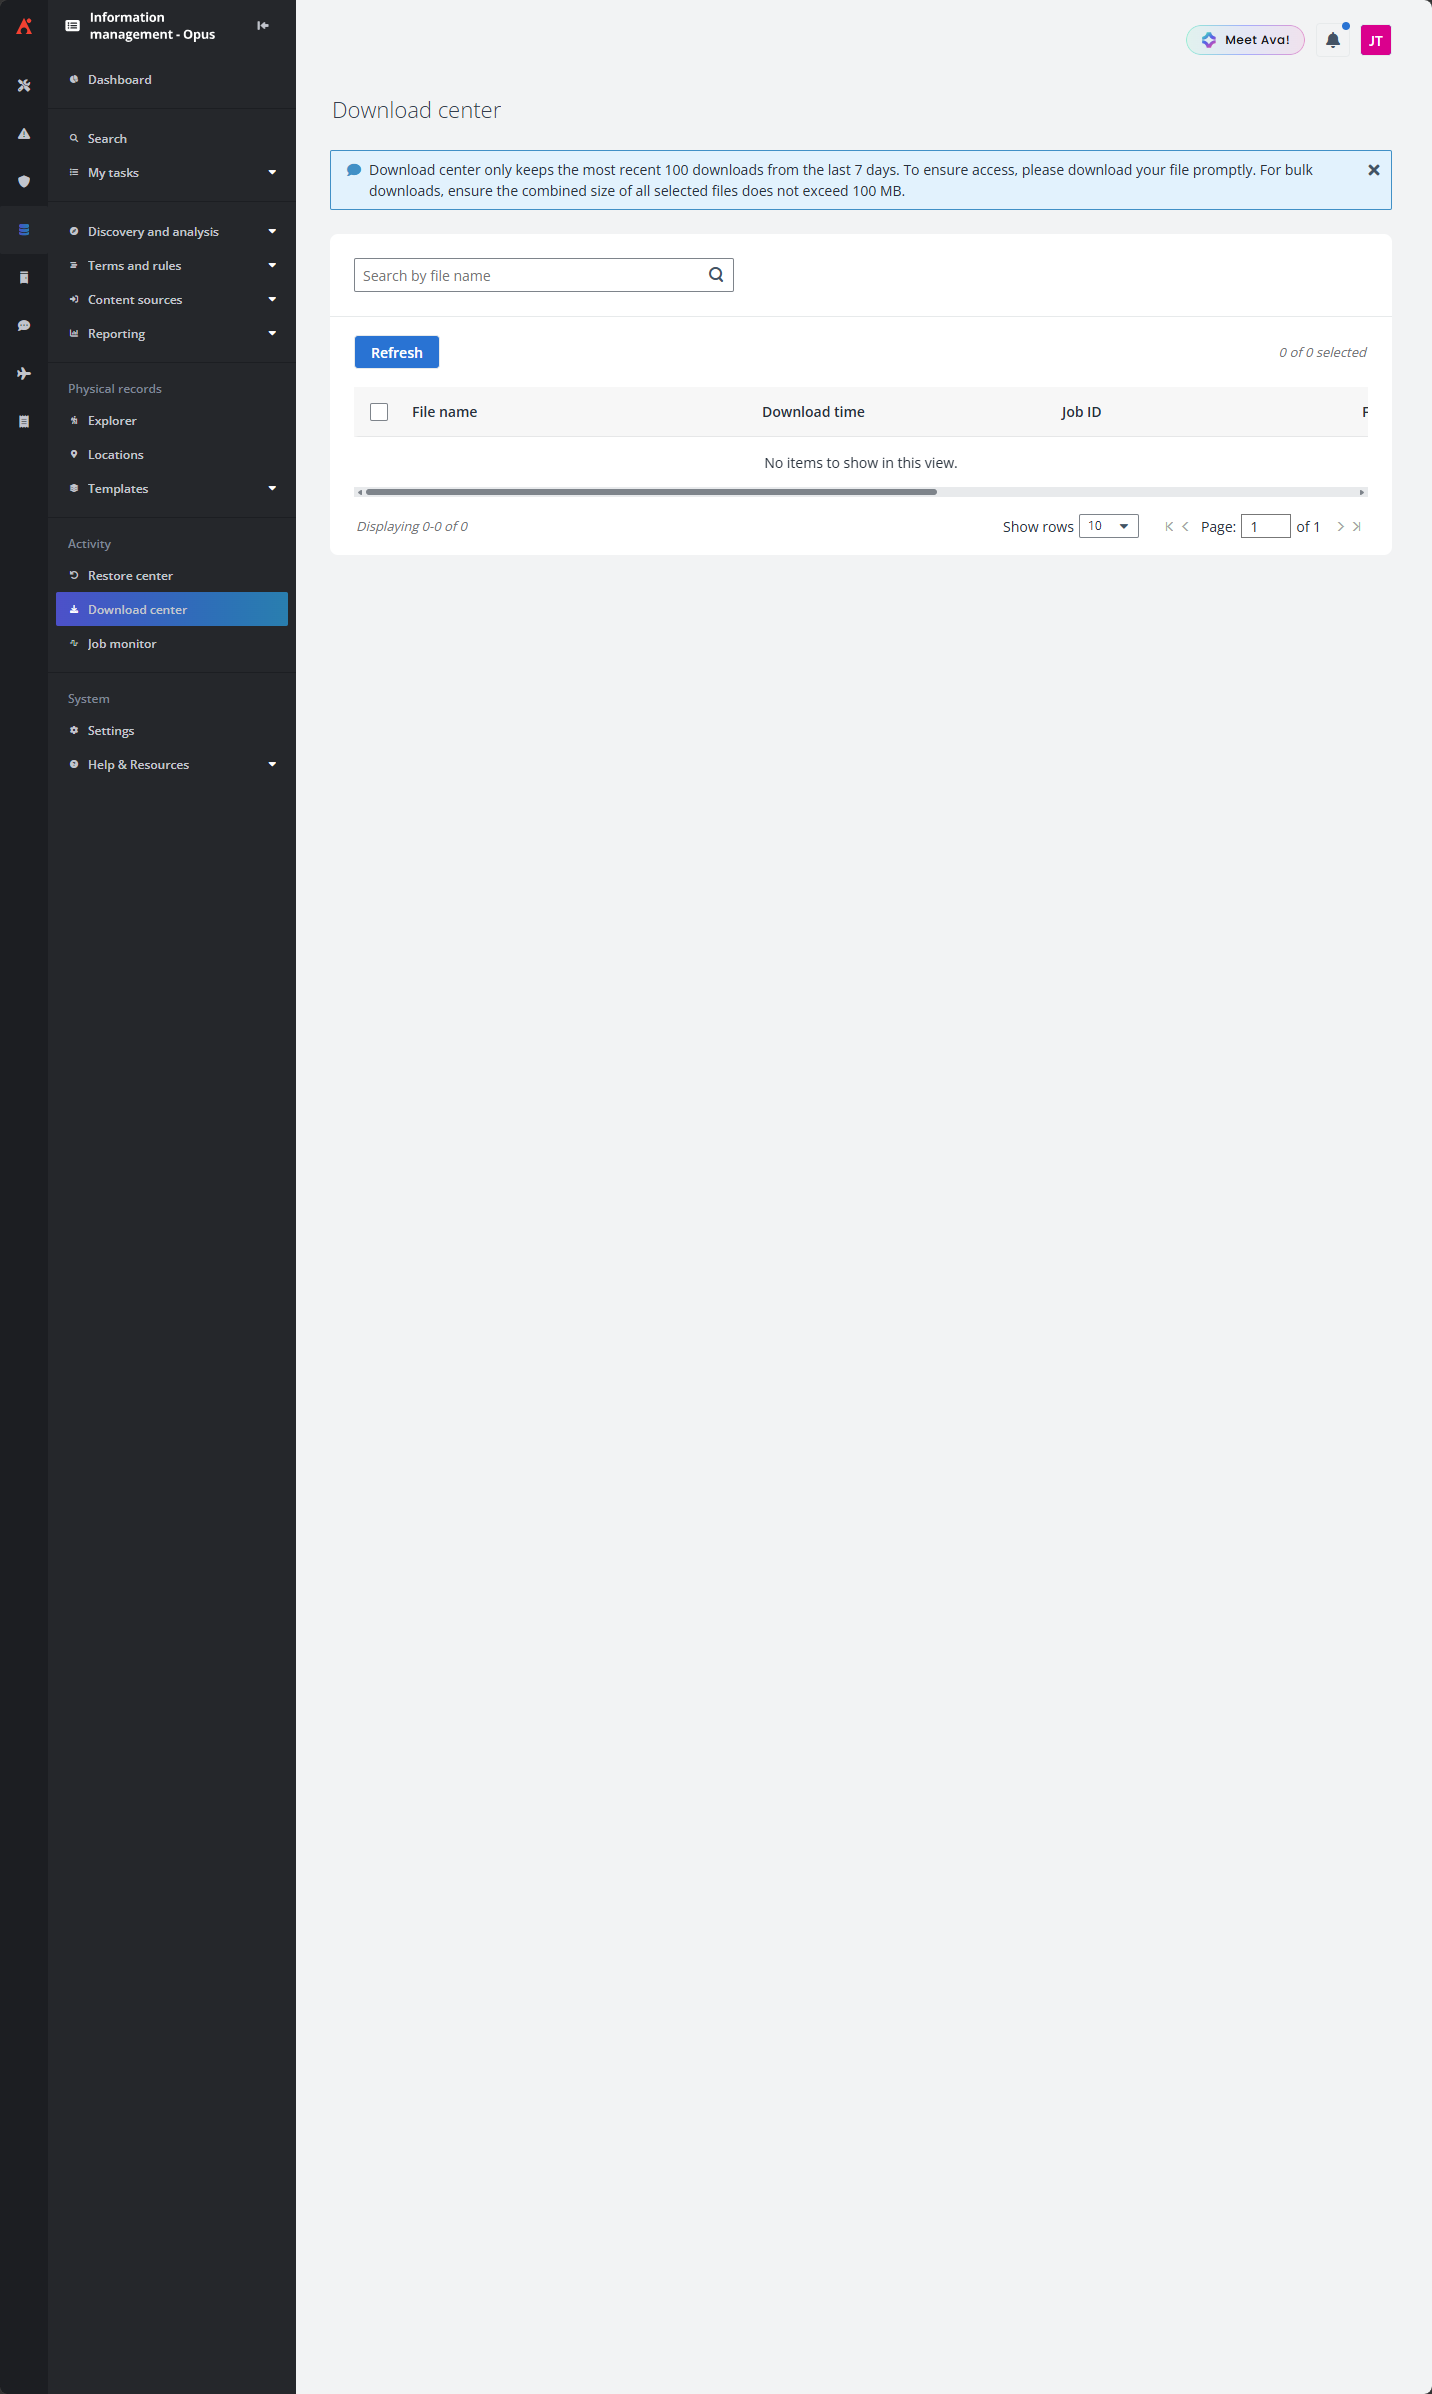 Information
management - Opus
Dashboard
Search
My tasks
Discovery and analysis
Terms and rules
Content sources
Reporting
Physical records
Explorer
Locations
Templates
Activity
Restore center
Download center
Job monitor
System
Settings
Help & Resources
Meet Ava!
JT
Download center
Download center only keeps the most recent 100 downloads from the last 7 days. To ensure access, please download your file promptly. For bulk
downloads, ensure the combined size of all selected files does not exceed 100 MB.
Search by file name
Refresh
0 of 0 selected
File name Download time Job ID
No items to show in this view.
Displaying 0-0 of 0
Show rows 10 Page: 1 of 1